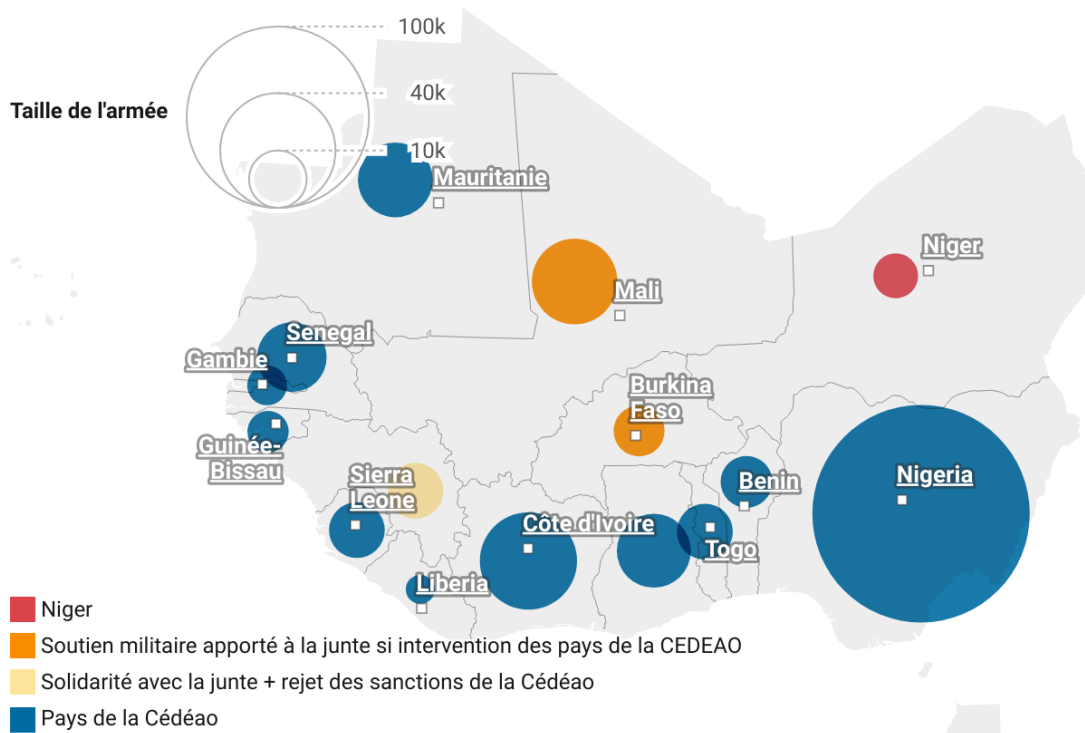 100k
40k
Taille de l'armée
10k
Mauritanie
Niger
Mali
Senegal
Gambie
Burkina
Faso
Guinée-
Bissau
Sierra
Leone
Nigeria
Benin
Côte d'Ivoire
Togo
Liberia
Niger
Soutien militaire apporté à la junte si intervention des pays de la CEDEAO
Solidarité avec la junte + rejet des sanctions de la Cédéao
Pays de la Cédéao